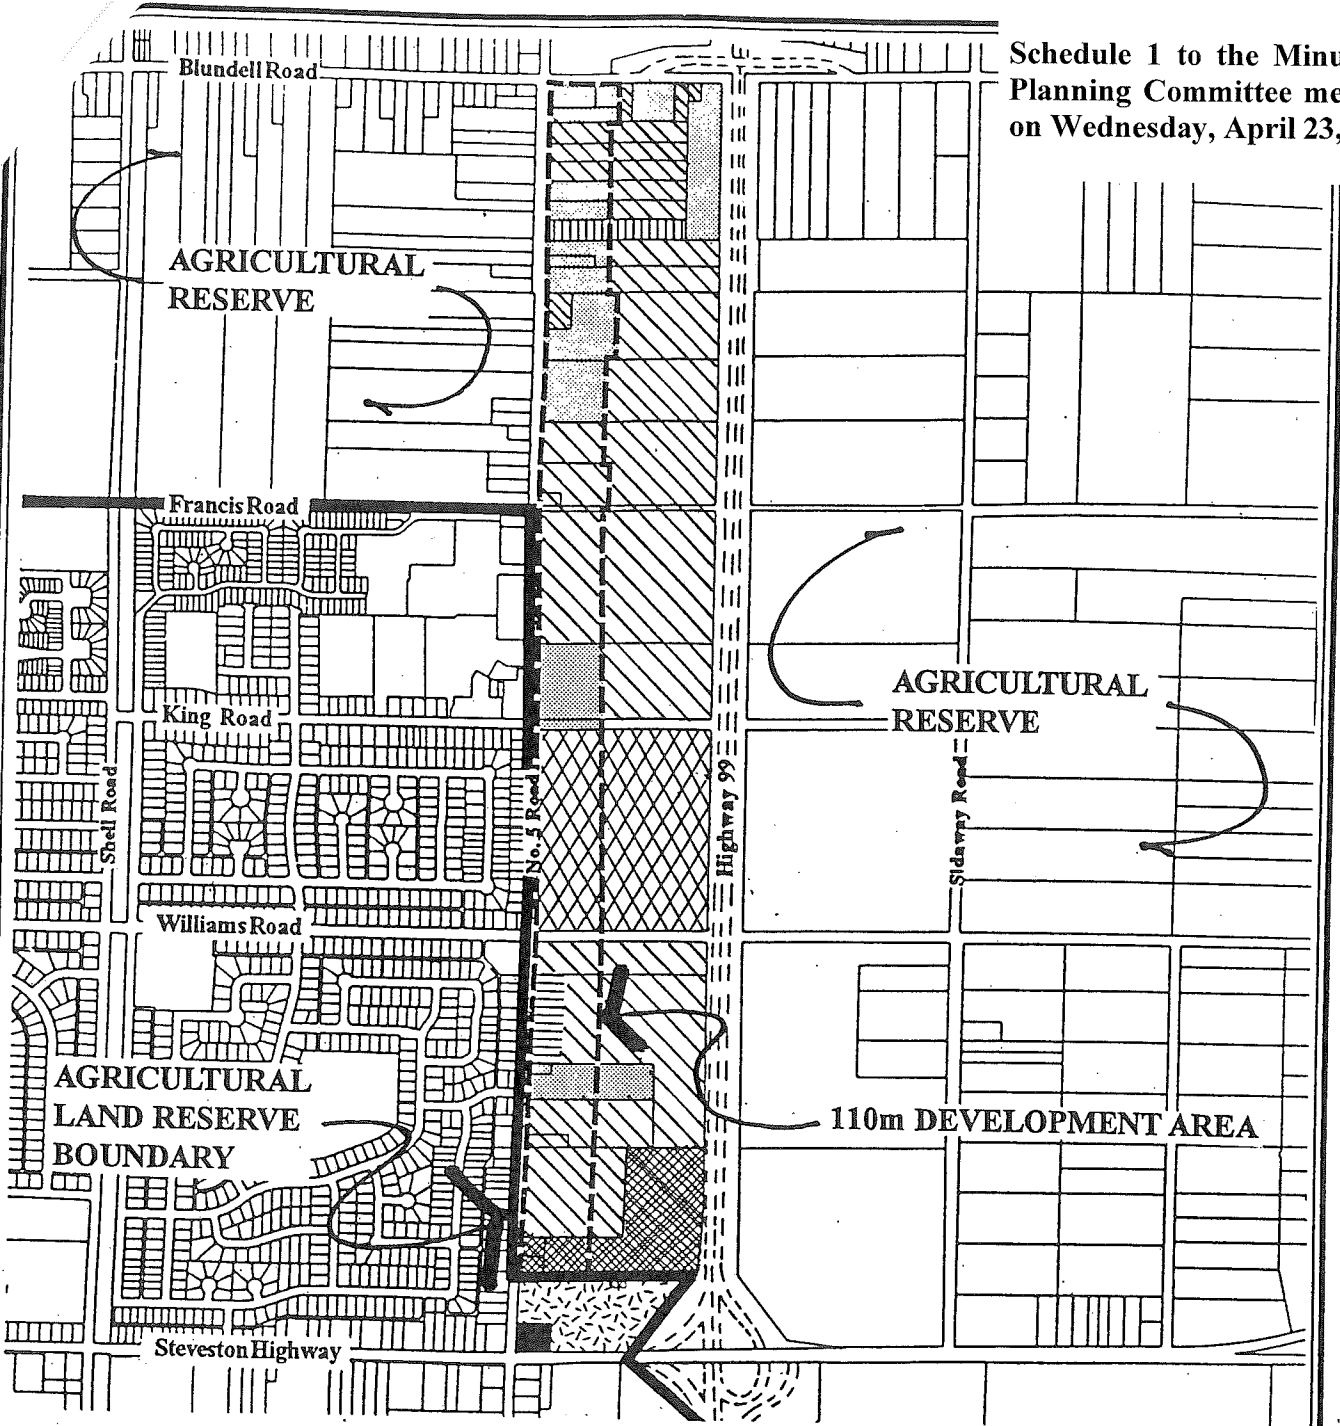 Schedule 1 to the Minu
Planning Committee me
on Wednesday, April 23,
Blundell Road
AGRICULTURAL
RESERVE
Francis Road
AGRICULTURAL
RESERVE
King Road
Shell Road
No. 5 Road
Highway 99
Sidaway Road
Williams Road
AGRICULTURAL
LAND RESERVE
BOUNDARY
110m DEVELOPMENT AREA
Steveston Highway